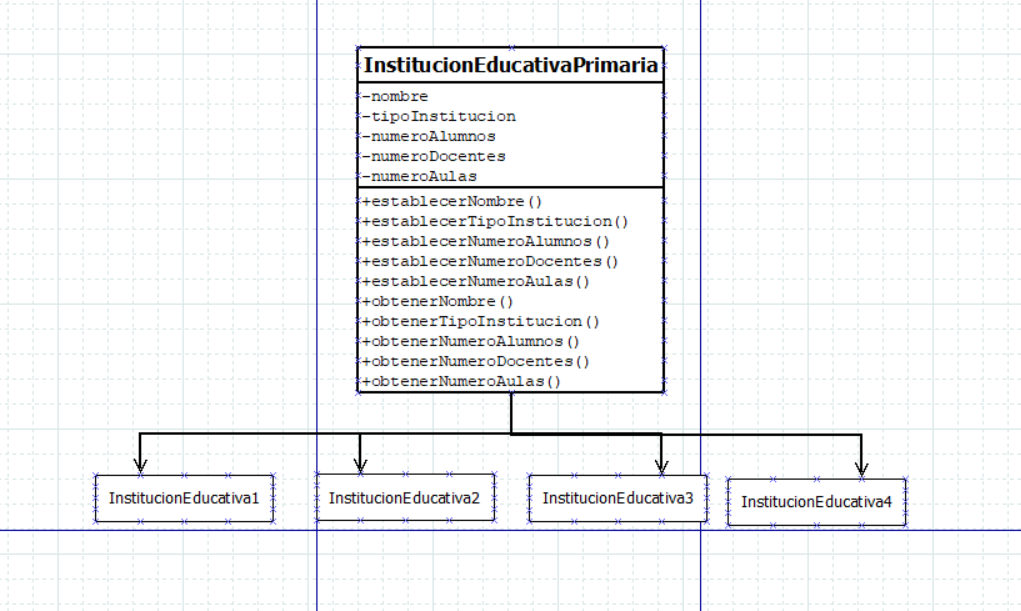 InstitucionEducativaPrimaria
-nombre
-tipoInstitucion
-numeroAlumnos
-numeroDocentes
-numeroAulas
+establecerNombre()
+establecerTipoInstitucion()
+establecerNumeroAlumnos()
+establecerNumeroDocentes()
+establecerNumeroAulas()
+obtenerNombre()
+obtenerTipoInstitucion()
+obtenerNumeroAlumnos()
+obtenerNumeroDocentes()
+obtenerNumeroAulas()
InstitucionEducativa1
InstitucionEducativa2
InstitucionEducativa3
InstitucionEducativa4